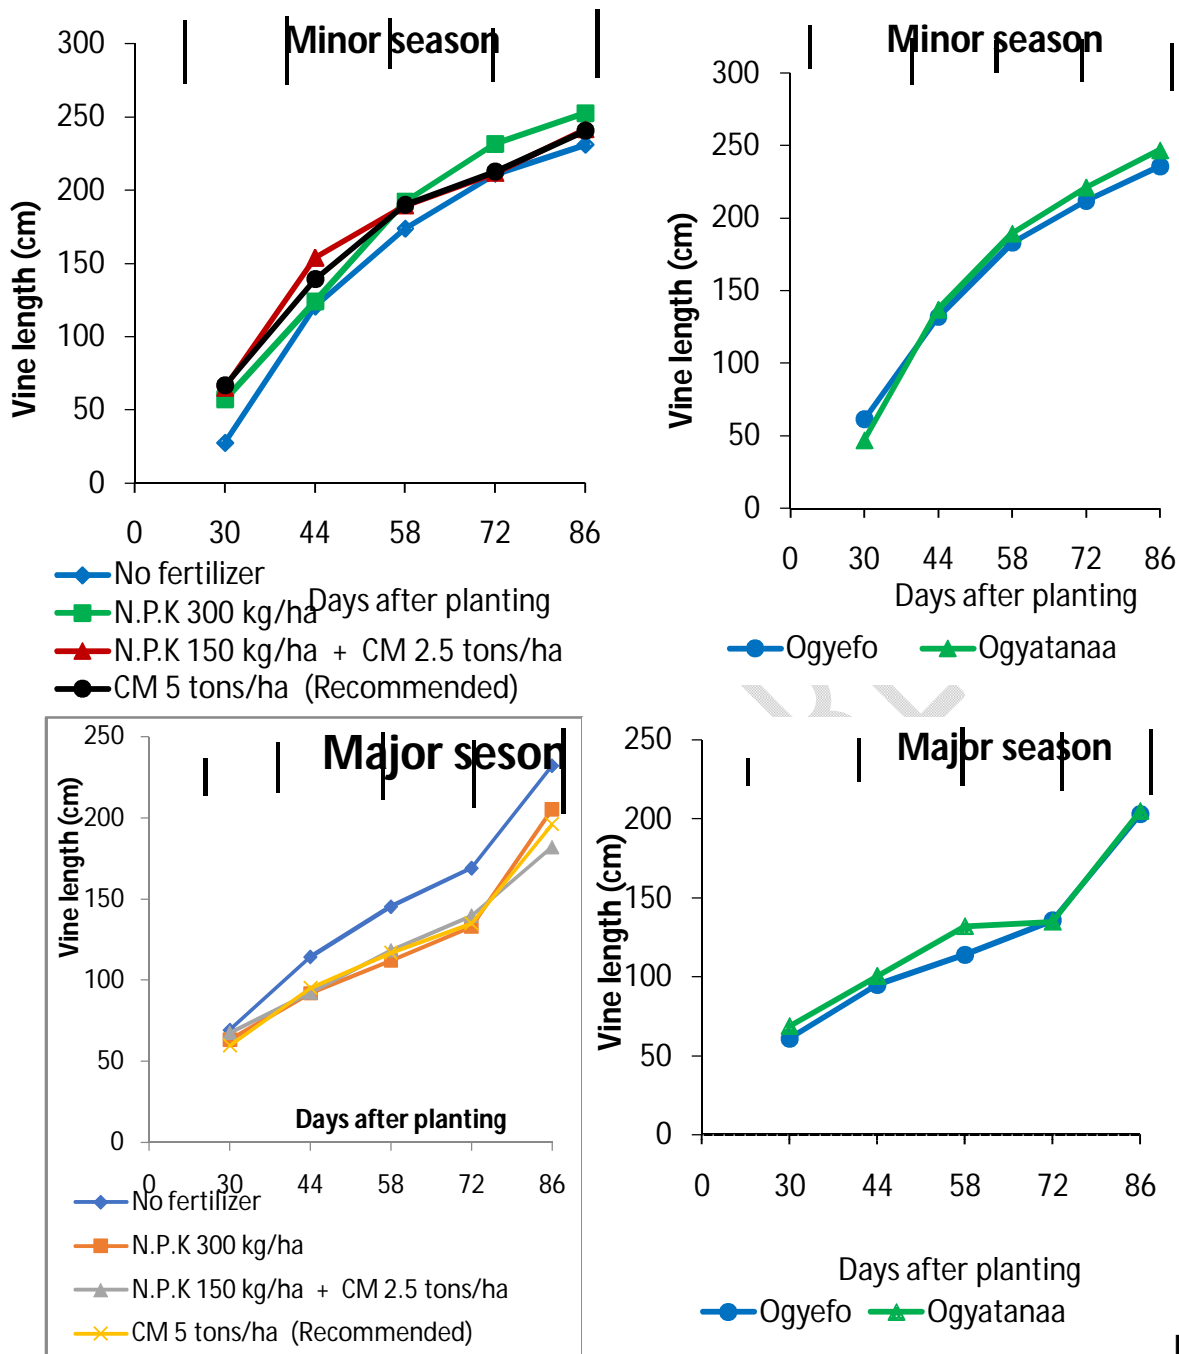 Minor season
300
250
200
150
100
50
0
Vine length (cm)
0 30 44 58 72 86
Days after planting
No fertilizer
N.P.K 300 kg/ha
N.P.K 150 kg/ha + CM 2.5 tons/ha
CM 5 tons/ha (Recommended)
Minor season
300
250
200
150
100
50
0
Vine length (cm)
0 30 44 58 72 86
Days after planting
Ogyefo Ogyatanaa
Major seson
250
200
150
100
50
0
Vine length (cm)
Days after planting
0 30 44 58 72 86
No fertilizer
N.P.K 300 kg/ha
N.P.K 150 kg/ha + CM 2.5 tons/ha
CM 5 tons/ha (Recommended)
Major season
250
200
150
100
50
0
Vine length (cm)
0 30 44 58 72 86
Days after planting
Ogyefo Ogyatanaa